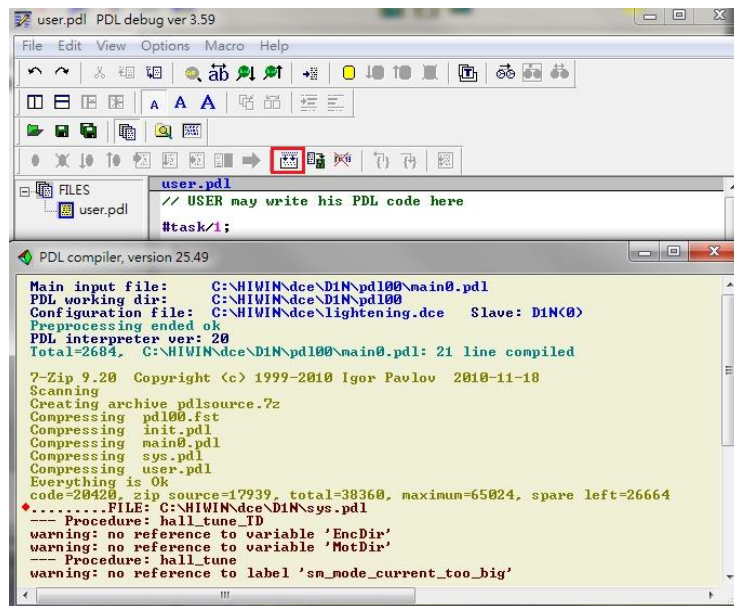 user.pdl PDL debug ver 3.59
File Edit View Options Macro Help
FILES
user.pdl
user.pdl
// USER may write his PDL code here
#task/1;
PDL compiler, version 25.49
Main input file: C:\HIWIN\dce\D1N\pdl00\main0.pdl
PDL working dir: C:\HIWIN\dce\D1N\pdl00
Configuration file: C:\HIWIN\dce\lightening.dce Slave: D1N(0)
Preprocessing ended ok
PDL interpreter ver: 20
Total=2684, C:\HIWIN\dce\D1N\pdl00\main0.pdl: 21 line compiled
7-Zip 9.20 Copyright (c) 1999-2010 Igor Pavlov 2010-11-18
Scanning
Creating archive pdlsource.7z
Compressing pdl00.fst
Compressing init.pdl
Compressing main0.pdl
Compressing sys.pdl
Compressing user.pdl
Everything is Ok
code=20420, zip source=17939, total=38360, maximum=65024, spare left=26664
.........FILE: C:\HIWIN\dce\D1N\sys.pdl
--- Procedure: hall_tune_TD
warning: no reference to variable 'EncDir'
warning: no reference to variable 'MotDir'
--- Procedure: hall_tune
warning: no reference to label 'sm_mode_current_too_big'